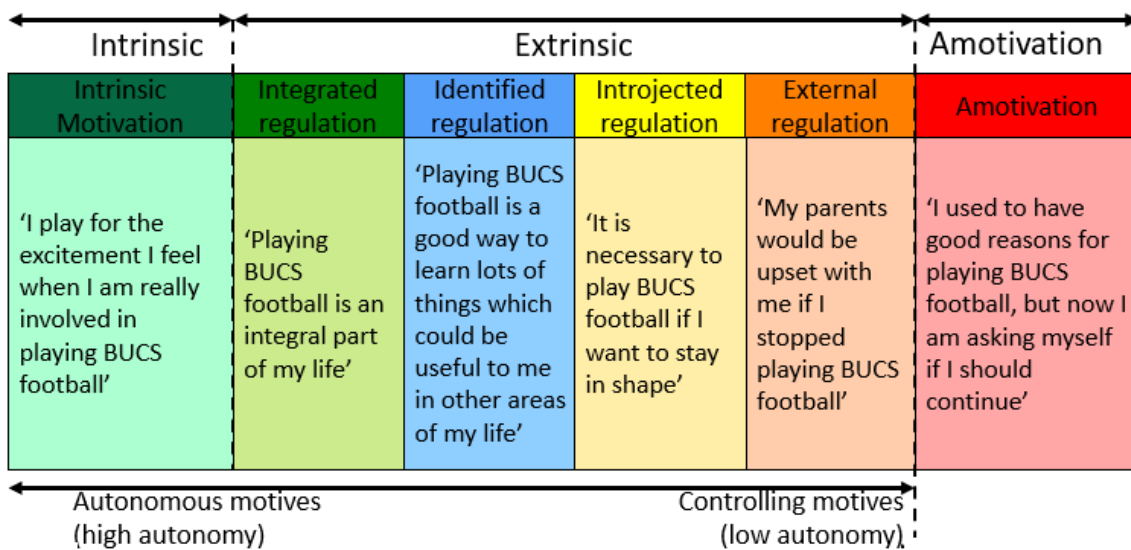 Intrinsic
Extrinsic
Amotivation
Intrinsic
Motivation
Integrated
regulation
Identified
regulation
Introjected
regulation
External
regulation
Amotivation
‘I play for the
excitement I feel
when I am really
involved in
playing BUCS
football’
‘Playing
BUCS
football is an
integral part
of my life’
‘Playing BUCS
football is a
good way to
learn lots of
things which
could be
useful to me
in other areas
of my life’
‘It is
necessary to
play BUCS
football if I
want to stay
in shape’
‘My parents
would be
upset with
me if I
stopped
playing BUCS
football’
‘I used to have
good reasons for
playing BUCS
football, but now I
am asking myself
if I should
continue’
Autonomous motives
(high autonomy)
Controlling motives
(low autonomy)